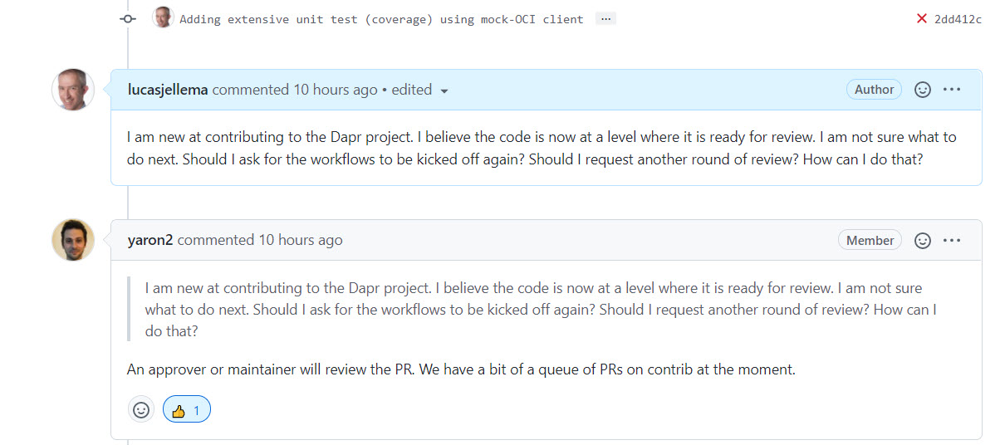 Adding extensive unit test (coverage) using mock-OCI client ... 2dd412c
lucasjellema commented 10 hours ago • edited Author
I am new at contributing to the Dapr project. I believe the code is now at a level where it is ready for review. I am not sure what to
do next. Should I ask for the workflows to be kicked off again? Should I request another round of review? How can I do that?
yaron2 commented 10 hours ago Member
I am new at contributing to the Dapr project. I believe the code is now at a level where it is ready for review. I am not sure
what to do next. Should I ask for the workflows to be kicked off again? Should I request another round of review? How can I
do that?
An approver or maintainer will review the PR. We have a bit of a queue of PRs on contrib at the moment.
👍 1